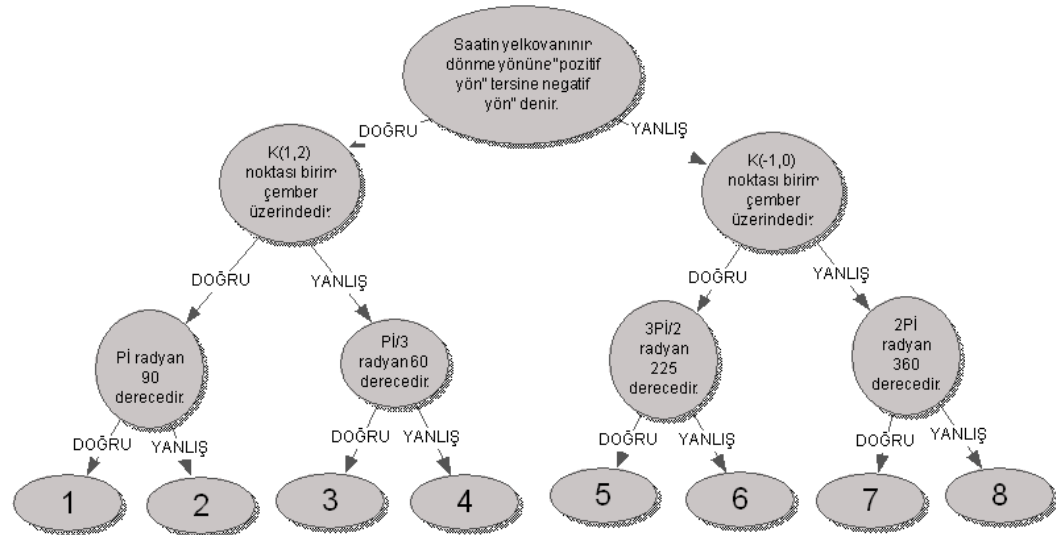 Saatin yelkovanının
dönme yönüne"pozitif
yön" tersine negatif
yön" denir.
DOĞRU
YANLIŞ
K(1,2)
noktası birim
çember
üzerindedir.
K(-1,0)
noktası birim
çember
üzerindedir.
DOĞRU
YANLIŞ
DOĞRU
YANLIŞ
Pİ radyan
90
derecedir.
Pİ/3
radyan 60
derecedir.
3Pİ/2
radyan
225
derecedir.
2Pİ
radyan
360
derecedir.
DOĞRU
YANLIŞ
DOĞRU
YANLIŞ
DOĞRU
YANLIŞ
DOĞRU
YANLIŞ
1
2
3
4
5
6
7
8